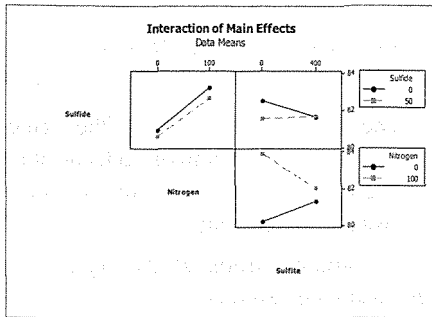 Interaction of Main Effects
Data Means
0 100 0 400
Sulfide
84
82
80
Sulfide
0
50
Nitrogen
84
82
80
Nitrogen
0
100
Sulfite